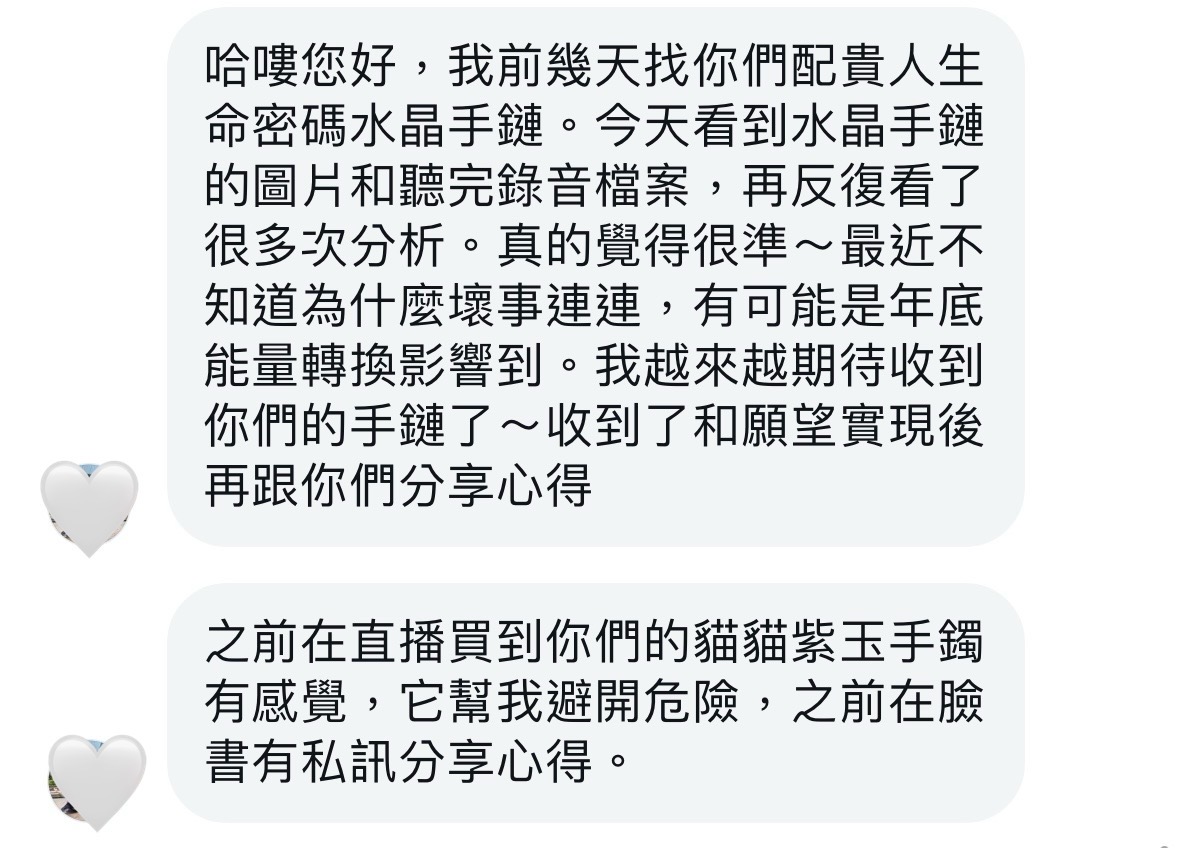 哈嘍您好，我前幾天找你們配貴人生
命密碼水晶手鏈。今天看到水晶手鏈
的圖片和聽完錄音檔案，再反復看了
很多次分析。真的覺得很準～最近不
知道為什麼壞事連連，有可能是年底
能量轉換影響到。我越來越期待收到
你們的手鏈了～收到了和願望實現後
再跟你們分享心得
之前在直播買到你們的貓貓紫玉手鐲
有感覺，它幫我避開危險，之前在臉
書有私訊分享心得。